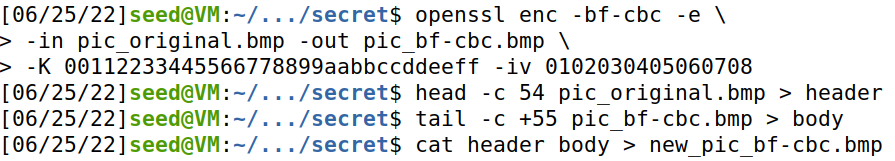 [06/25/22]seed@VM:~/.../secret$ openssl enc -bf-cbc -e \
> -in pic_original.bmp -out pic_bf-cbc.bmp \
> -K 00112233445566778899aabbccddeeff -iv 0102030405060708
[06/25/22]seed@VM:~/.../secret$ head -c 54 pic_original.bmp > header
[06/25/22]seed@VM:~/.../secret$ tail -c +55 pic_bf-cbc.bmp > body
[06/25/22]seed@VM:~/.../secret$ cat header body > new_pic_bf-cbc.bmp